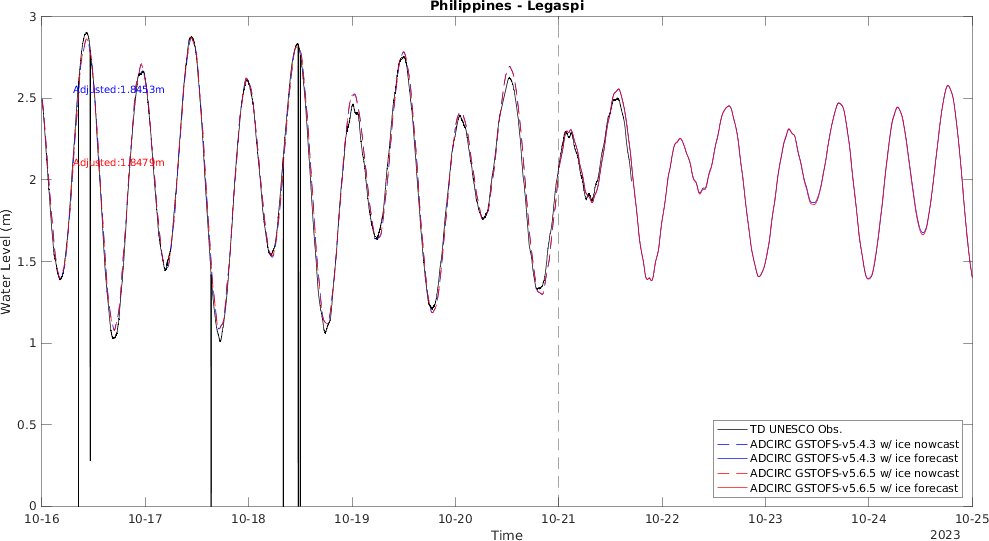 Philippines - Legaspi
3
2.5
2
1.5
1
0.5
0
Water Level (m)
Adjusted:1.8453m
Adjusted:1.8479m
TD UNESCO Obs.
ADCIRC GSTOFS-v5.4.3 w/ ice nowcast
ADCIRC GSTOFS-v5.4.3 w/ ice forecast
ADCIRC GSTOFS-v5.6.5 w/ ice nowcast
ADCIRC GSTOFS-v5.6.5 w/ ice forecast
10-16 10-17 10-18 10-19 10-20 10-21 10-22 10-23 10-24 10-25
Time
2023